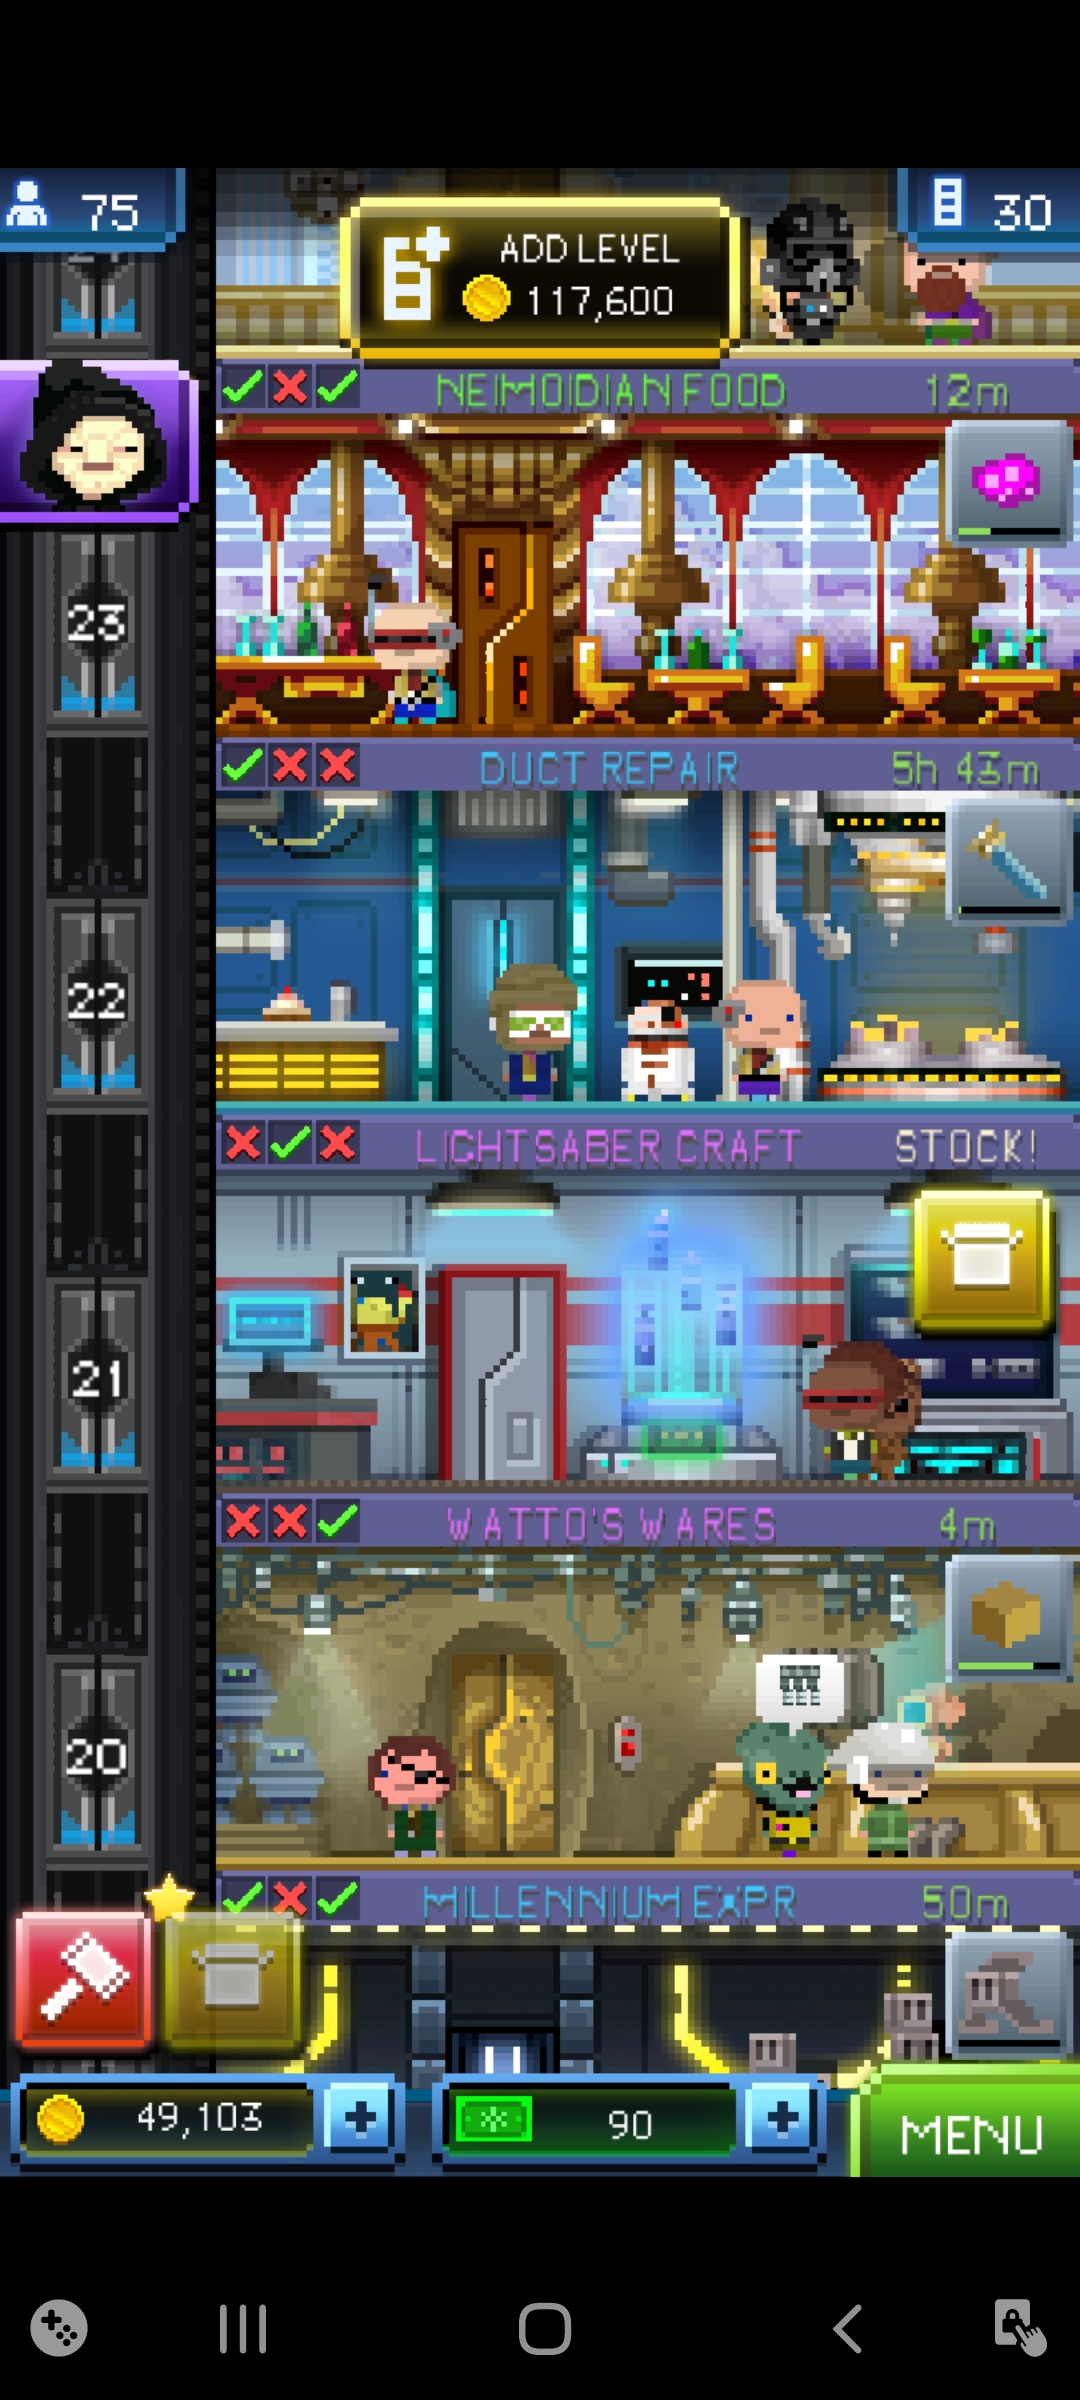 75
30
ADD LEVEL
117,600
NEIMOIDIAN FOOD 12m
23
DUCT REPAIR 5h 43m
22
LIGHTSABER CRAFT STOCK!
21
WATTO'S WARES 4m
20
MILLENNIUM EXPR 50m
49,103
90
MENU